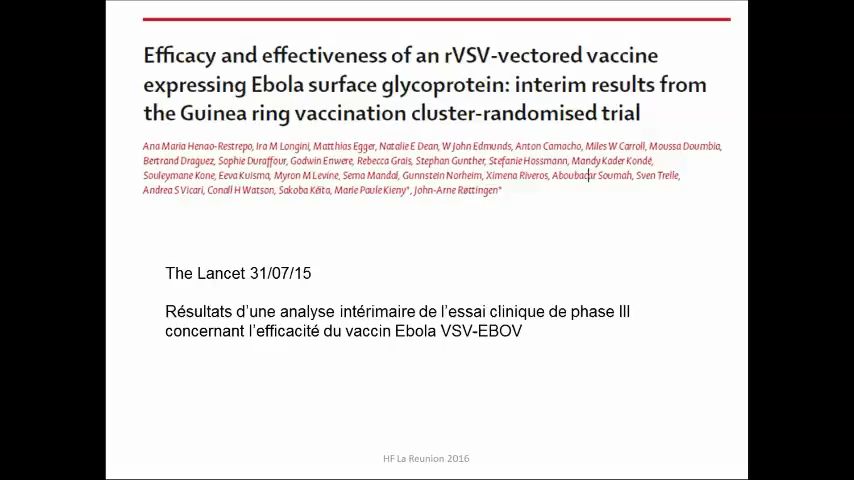 Efficacy and effectiveness of an rVSV-vectored vaccine
expressing Ebola surface glycoprotein: interim results from
the Guinea ring vaccination cluster-randomised trial
Ana Maria Henao-Restrepo, Ira M Longini, Matthias Egger, Natalie E Dean, W John Edmunds, Anton Camacho, Miles W Carroll, Moussa Doumbia,
Bertrand Draguez, Sophie Duraffour, Godwin Enwere, Rebecca Grais, Stephan Gunther, Stefanie Hossmann, Mandy Kader Kondé,
Souleymane Kone, Eeva Kuisma, Myron M Levine, Sema Mandal, Gunnstein Norheim, Ximena Riveros, Aboubacar Soumah, Sven Trelle,
Andrea S Vicari, Conall H Watson, Sakoba Kéita, Marie Paule Kieny*, John-Arne Røttingen*
The Lancet 31/07/15
Résultats d’une analyse intérimaire de l’essai clinique de phase III
concernant l’efficacité du vaccin Ebola VSV-EBOV
HF La Reunion 2016